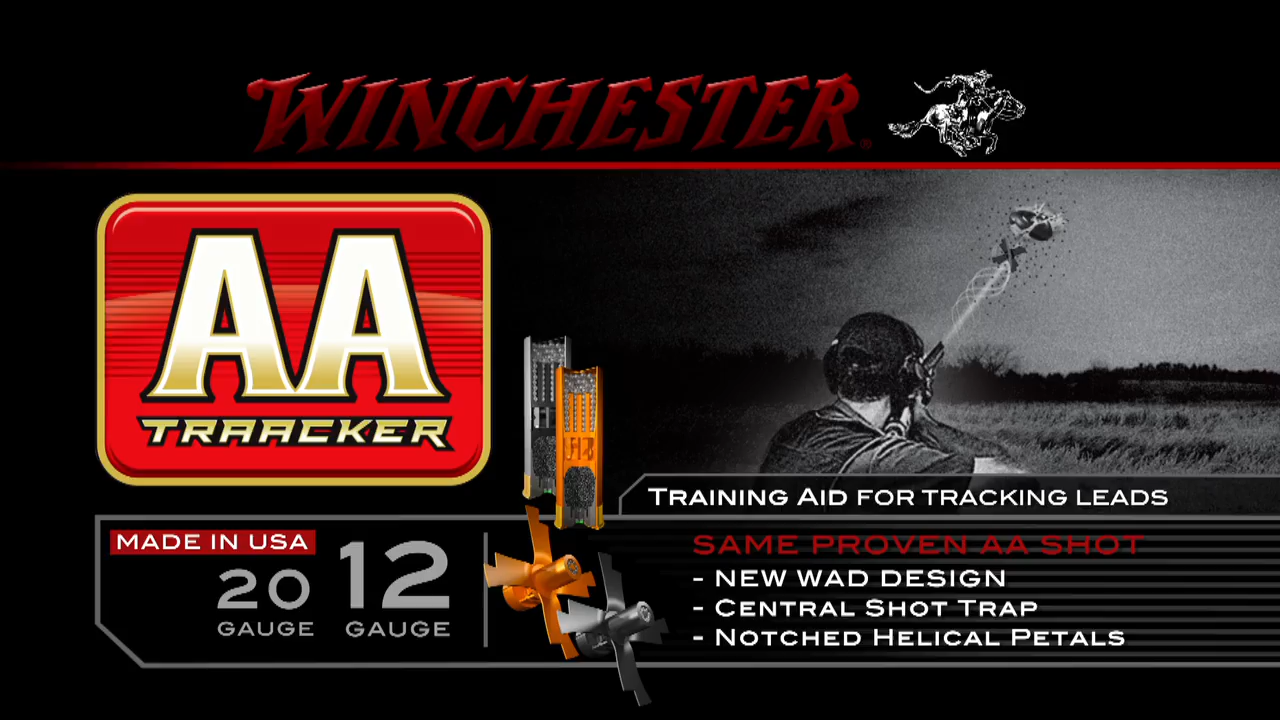 WINCHESTER®
AA
TRAACKER
TRAINING AID FOR TRACKING LEADS
MADE IN USA
20 GAUGE
12 GAUGE
SAME PROVEN AA SHOT
- NEW WAD DESIGN
- CENTRAL SHOT TRAP
- NOTCHED HELICAL PETALS